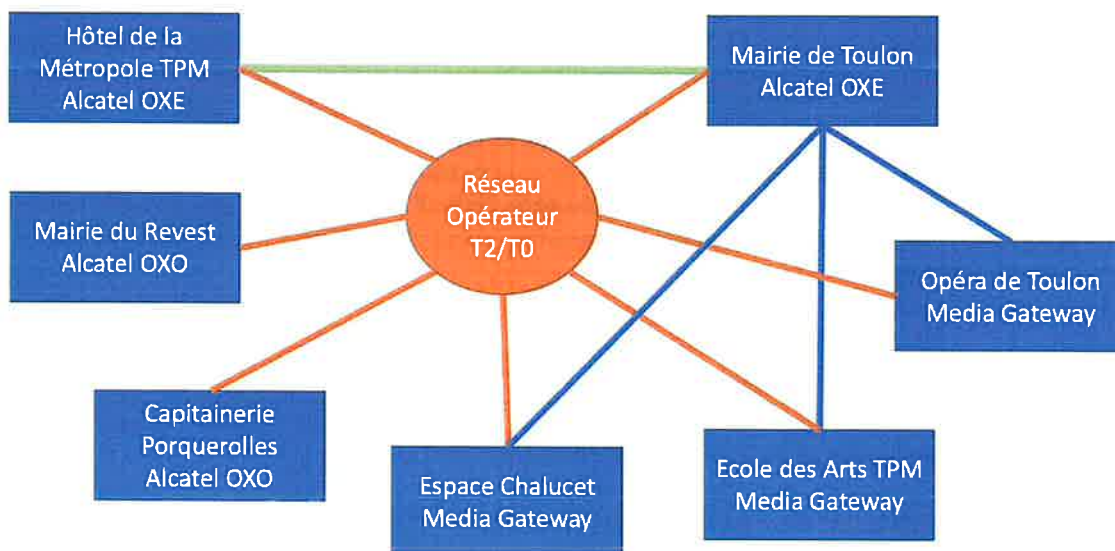 Hôtel de la
Métropole TPM
Alcatel OXE
Mairie de Toulon
Alcatel OXE
Réseau
Opérateur
T2/T0
Mairie du Revest
Alcatel OXO
Opéra de Toulon
Media Gateway
Capitainerie
Porquerolles
Alcatel OXO
Espace Chalucet
Media Gateway
Ecole des Arts TPM
Media Gateway